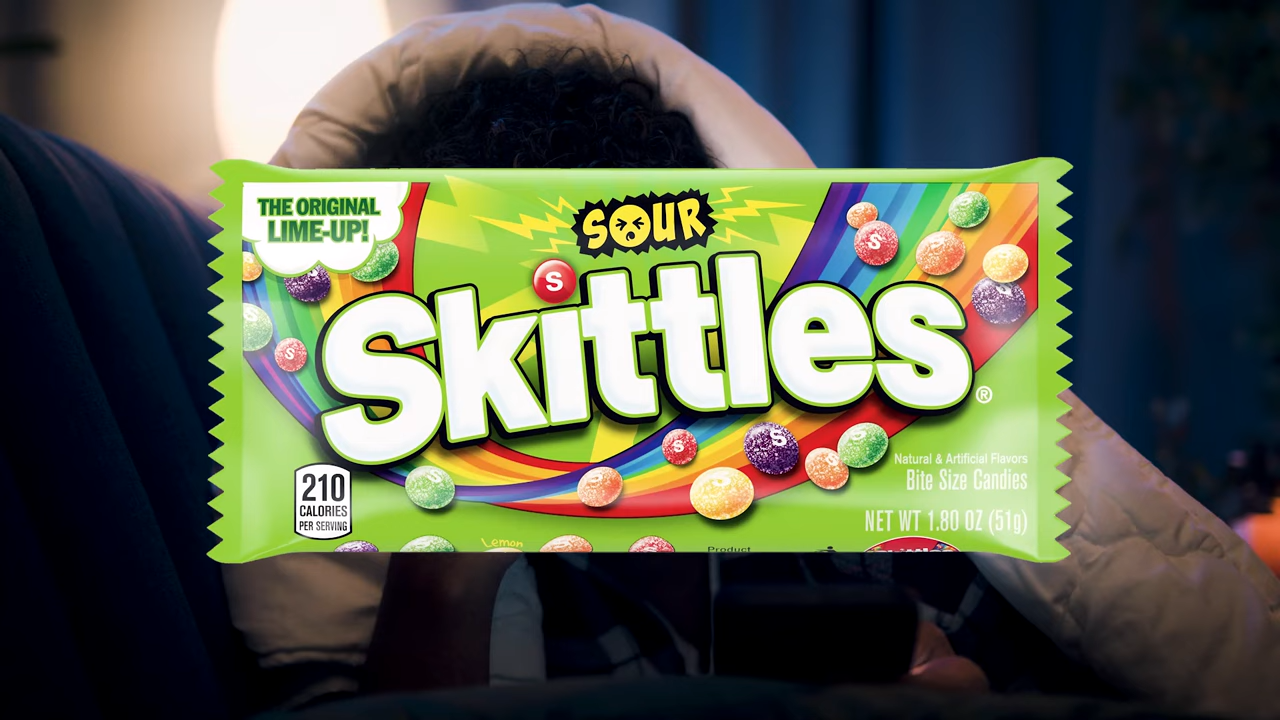 THE ORIGINAL
LIME-UP!
SOUR
Skittles®
210
CALORIES
PER SERVING
Natural & Artificial Flavors
Bite Size Candies
NET WT 1.80 OZ (51g)
Lemon
Product